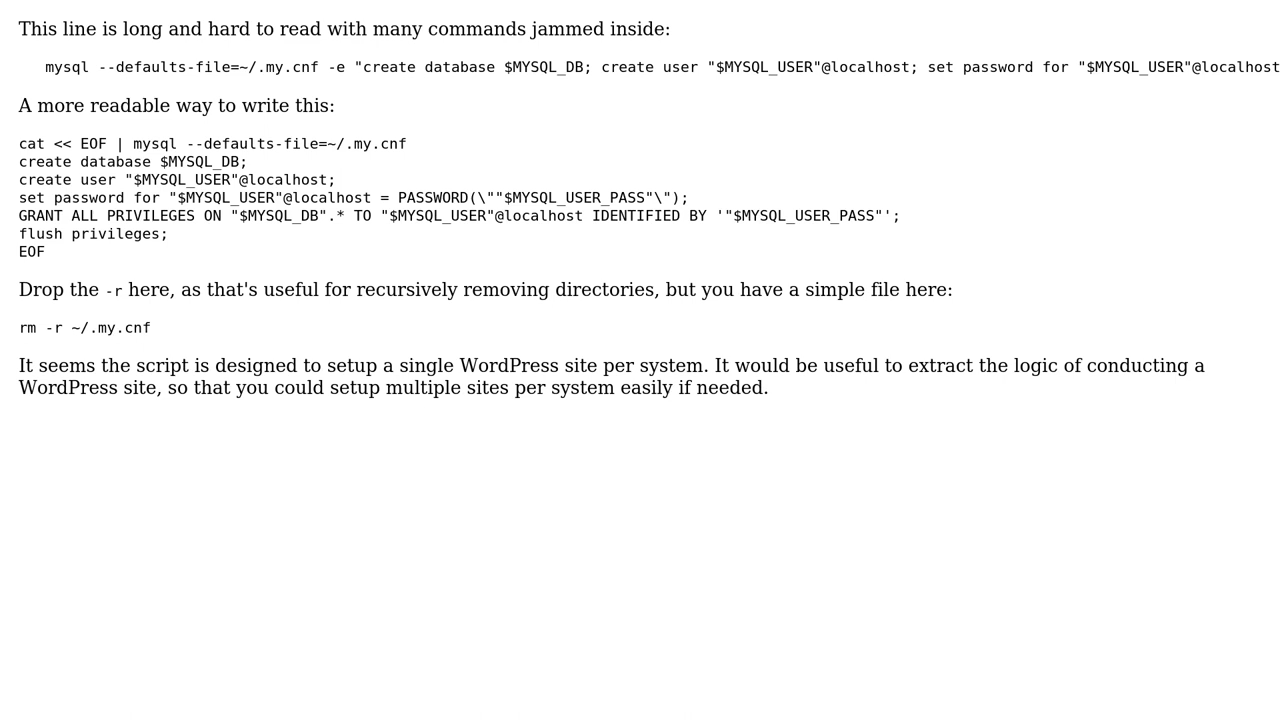 This line is long and hard to read with many commands jammed inside:
mysql --defaults-file=~/.my.cnf -e "create database $MYSQL_DB; create user "$MYSQL_USER"@localhost; set password for "$MYSQL_USER"@localhost
A more readable way to write this:
cat << EOF | mysql --defaults-file=~/.my.cnf
create database $MYSQL_DB;
create user "$MYSQL_USER"@localhost;
set password for "$MYSQL_USER"@localhost = PASSWORD(\""$MYSQL_USER_PASS"\");
GRANT ALL PRIVILEGES ON "$MYSQL_DB".* TO "$MYSQL_USER"@localhost IDENTIFIED BY '"$MYSQL_USER_PASS"';
flush privileges;
EOF
Drop the -r here, as that's useful for recursively removing directories, but you have a simple file here:
rm -r ~/.my.cnf
It seems the script is designed to setup a single WordPress site per system. It would be useful to extract the logic of conducting a
WordPress site, so that you could setup multiple sites per system easily if needed.